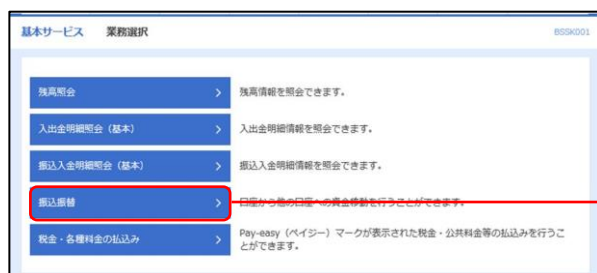 基本サービス 業務選択 BSSK001
残高照会 > 残高情報を照会できます。
入出金明細照会（基本） > 入出金明細情報を照会できます。
振込入金明細照会（基本） > 振込入金明細情報を照会できます。
振込振替 > 口座から他の口座への資金移動を行うことができます。
税金・各種料金の払込み > Pay-easy（ペイジー）マークが表示された税金・公共料金等の払込みを行うこ
とができます。